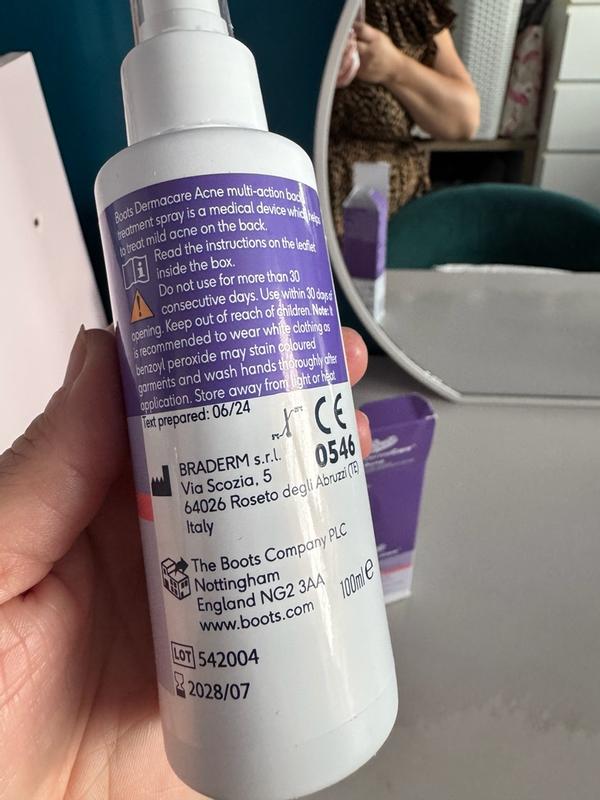 Boots Dermacare Acne multi-action back
treatment spray is a medical device which helps
to treat mild acne on the back.
Read the instructions on the leaflet
inside the box.
Do not use for more than 30
consecutive days. Use within 30 days of
opening. Keep out of reach of children. Note: It
is recommended to wear white clothing as
benzoyl peroxide may stain coloured
garments and wash hands thoroughly after
application. Store away from light or heat
Text prepared: 06/24
CE
0546
BRADERM s.r.l.
Via Scozia, 5
64026 Roseto degli Abruzzi (TE)
Italy
The Boots Company PLC
Nottingham
England NG2 3AA
www.boots.com
100ml e
LOT 542004
2028/07